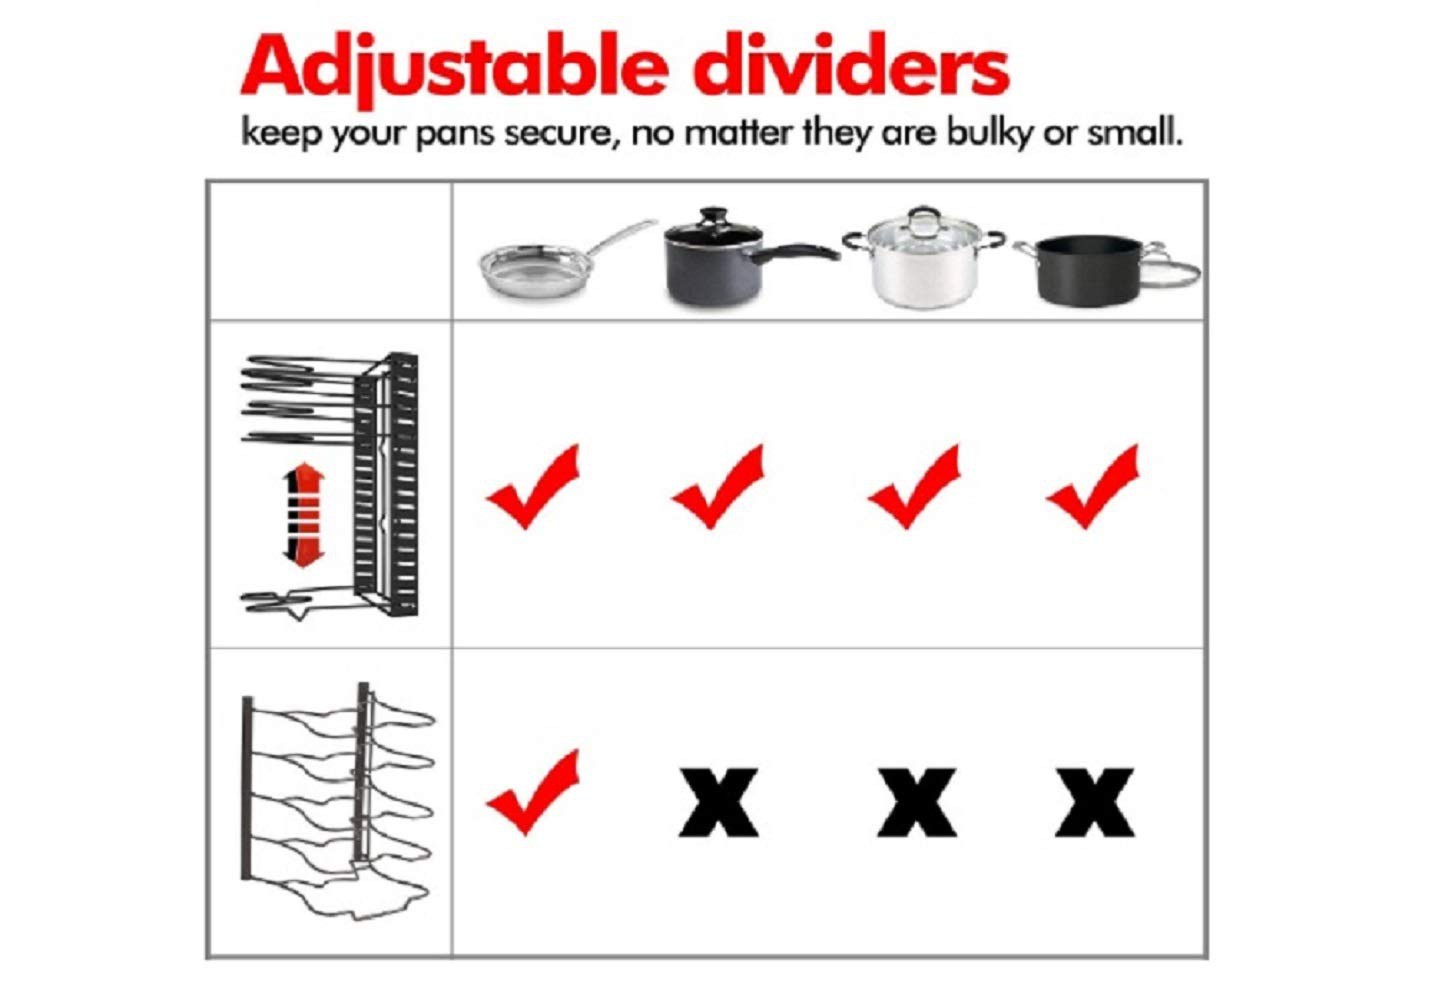 Adjustable dividers
keep your pans secure, no matter they are bulky or small.